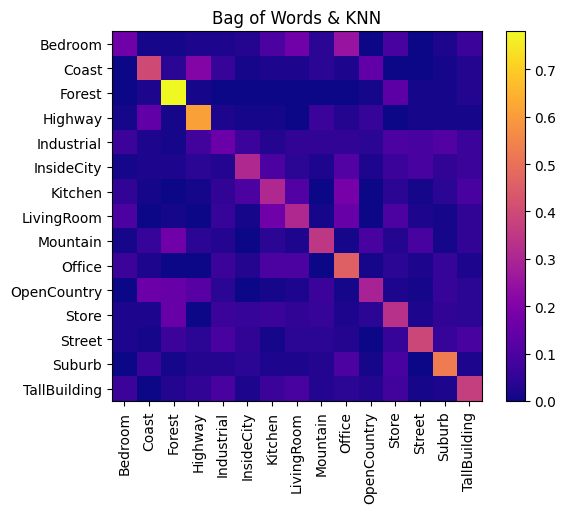 Bag of Words & KNN
Bedroom
Coast
Forest
Highway
Industrial
InsideCity
Kitchen
LivingRoom
Mountain
Office
OpenCountry
Store
Street
Suburb
TallBuilding
Bedroom
Coast
Forest
Highway
Industrial
InsideCity
Kitchen
LivingRoom
Mountain
Office
OpenCountry
Store
Street
Suburb
TallBuilding
0.7
0.6
0.5
0.4
0.3
0.2
0.1
0.0